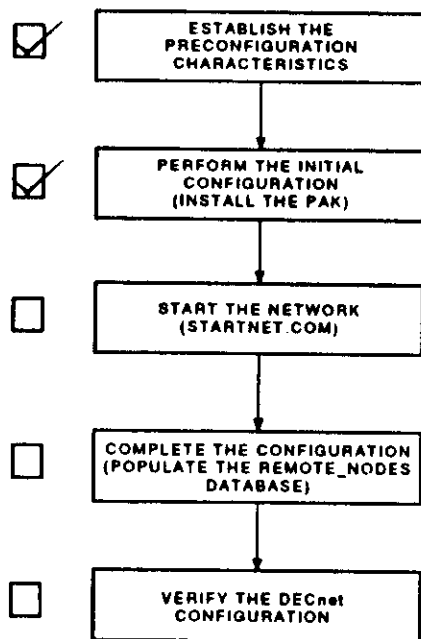 ESTABLISH THE
PRECONFIGURATION
CHARACTERISTICS
PERFORM THE INITIAL
CONFIGURATION
(INSTALL THE PAK)
START THE NETWORK
(STARTNET.COM)
COMPLETE THE CONFIGURATION
(POPULATE THE REMOTE_NODES
DATABASE)
VERIFY THE DECnet
CONFIGURATION